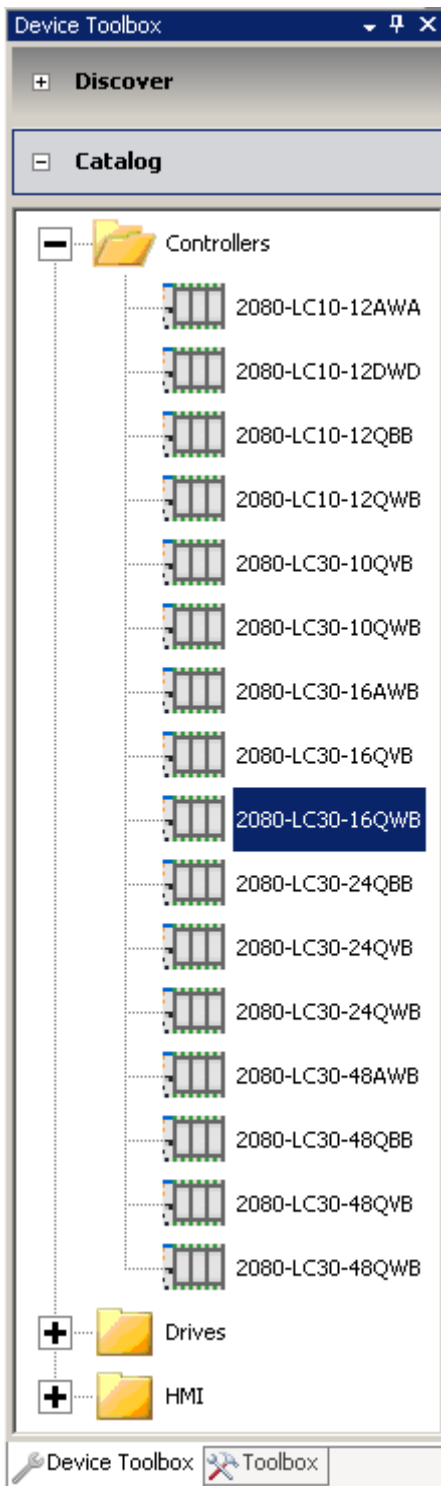 Device Toolbox
Discover
Catalog
Controllers
2080-LC10-12AWA
2080-LC10-12DWD
2080-LC10-12QBB
2080-LC10-12QWB
2080-LC30-10QVB
2080-LC30-10QWB
2080-LC30-16AWB
2080-LC30-16QVB
2080-LC30-16QWB
2080-LC30-24QBB
2080-LC30-24QVB
2080-LC30-24QWB
2080-LC30-48AWB
2080-LC30-48QBB
2080-LC30-48QVB
2080-LC30-48QWB
Drives
HMI
Device Toolbox Toolbox